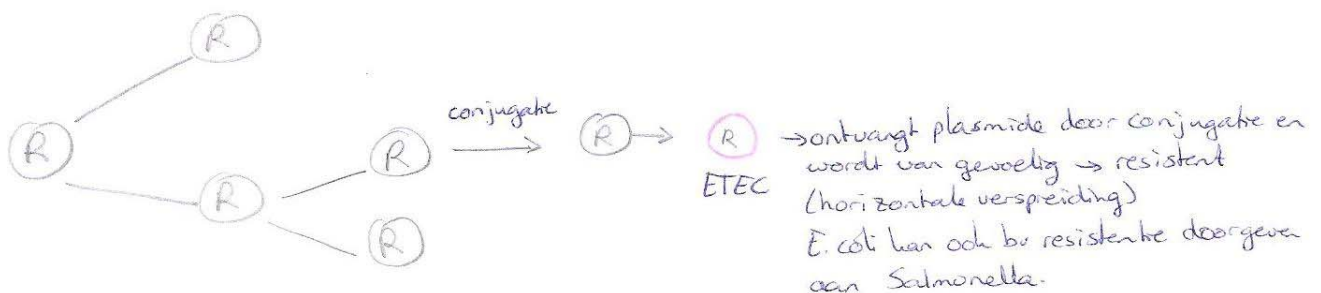 R
R
R
R
R
conjugatie
R
R
ETEC
→ ontvangt plasmide door conjugatie en
wordt van gevoelig → resistent
(horizontale verspreiding)
E. coli kan ook bv resistentie doorgeven
aan Salmonella.